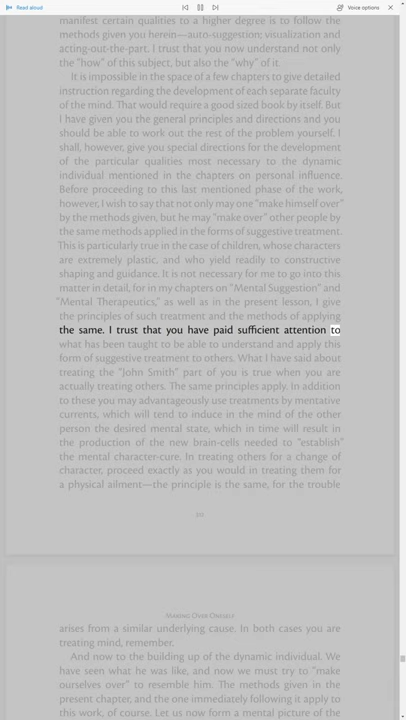 Read aloud
Voice options
manifest certain qualities to a higher degree is to follow the
methods given you herein—auto-suggestion; visualization and
acting-out-the-part. I trust that you now understand not only
the “how” of this subject, but also the “why” of it.
It is impossible in the space of a few chapters to give detailed
instruction regarding the development of each separate faculty
of the mind. That would require a good sized book by itself. But
I have given you the general principles and directions and you
should be able to work out the rest of the problem yourself. I
shall, however, give you special directions for the development
of the particular qualities most necessary to the dynamic
individual mentioned in the chapters on personal influence.
Before proceeding to this last mentioned phase of the work,
however, I wish to say that not only may one “make himself over”
by the methods given, but he may “make over” other people by
the same methods applied in the forms of suggestive treatment.
This is particularly true in the case of children, whose characters
are extremely plastic, and who yield readily to constructive
shaping and guidance. It is not necessary for me to go into this
matter in detail, for in my chapters on “Mental Suggestion” and
“Mental Therapeutics,” as well as in the present lesson, I give
the principles of such treatment and the methods of applying
the same. I trust that you have paid sufficient attention to
what has been taught to be able to understand and apply this
form of suggestive treatment to others. What I have said about
treating the “John Smith” part of you is true when you are
actually treating others. The same principles apply. In addition
to these you may advantageously use treatments by mentative
currents, which will tend to induce in the mind of the other
person the desired mental state, which in time will result in
the production of the new brain-cells needed to “establish”
the mental character-cure. In treating others for a change of
character, proceed exactly as you would in treating them for
a physical ailment—the principle is the same, for the trouble
Making Over Oneself
arises from a similar underlying cause. In both cases you are
treating mind, remember.
And now to the building up of the dynamic individual. We
have seen what he was like, and now we must try to “make
ourselves over” to resemble him. The methods given in the
present chapter, and the one immediately following it apply to
this work, of course. Let us now form a mental picture of the